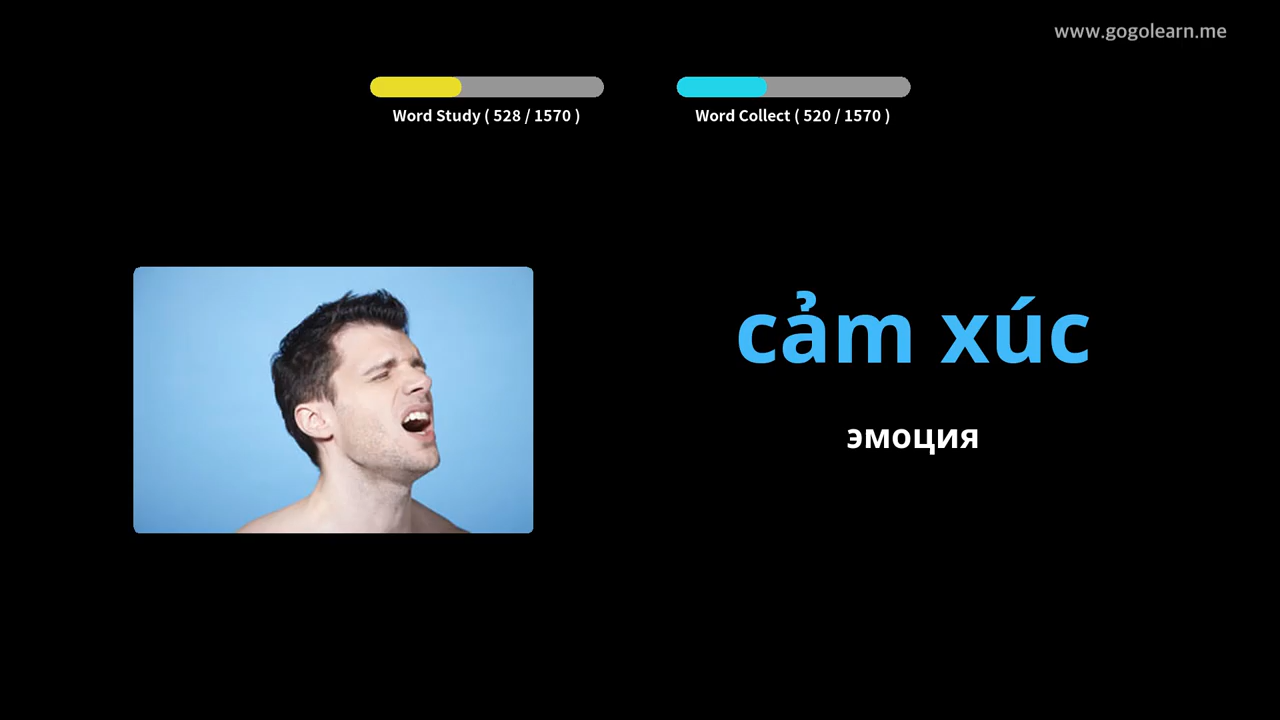 www.gogolearn.me
Word Study ( 528 / 1570 )
Word Collect ( 520 / 1570 )
cảm xúc
эмоция